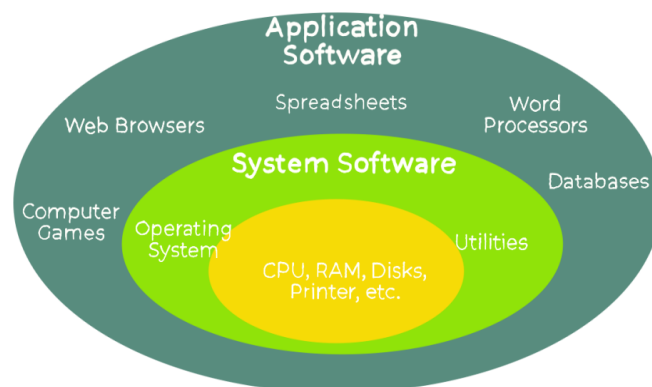 Application
Software
Spreadsheets
Word
Processors
Web Browsers
System Software
Databases
Computer
Games
Operating
System
Utilities
CPU, RAM, Disks,
Printer, etc.